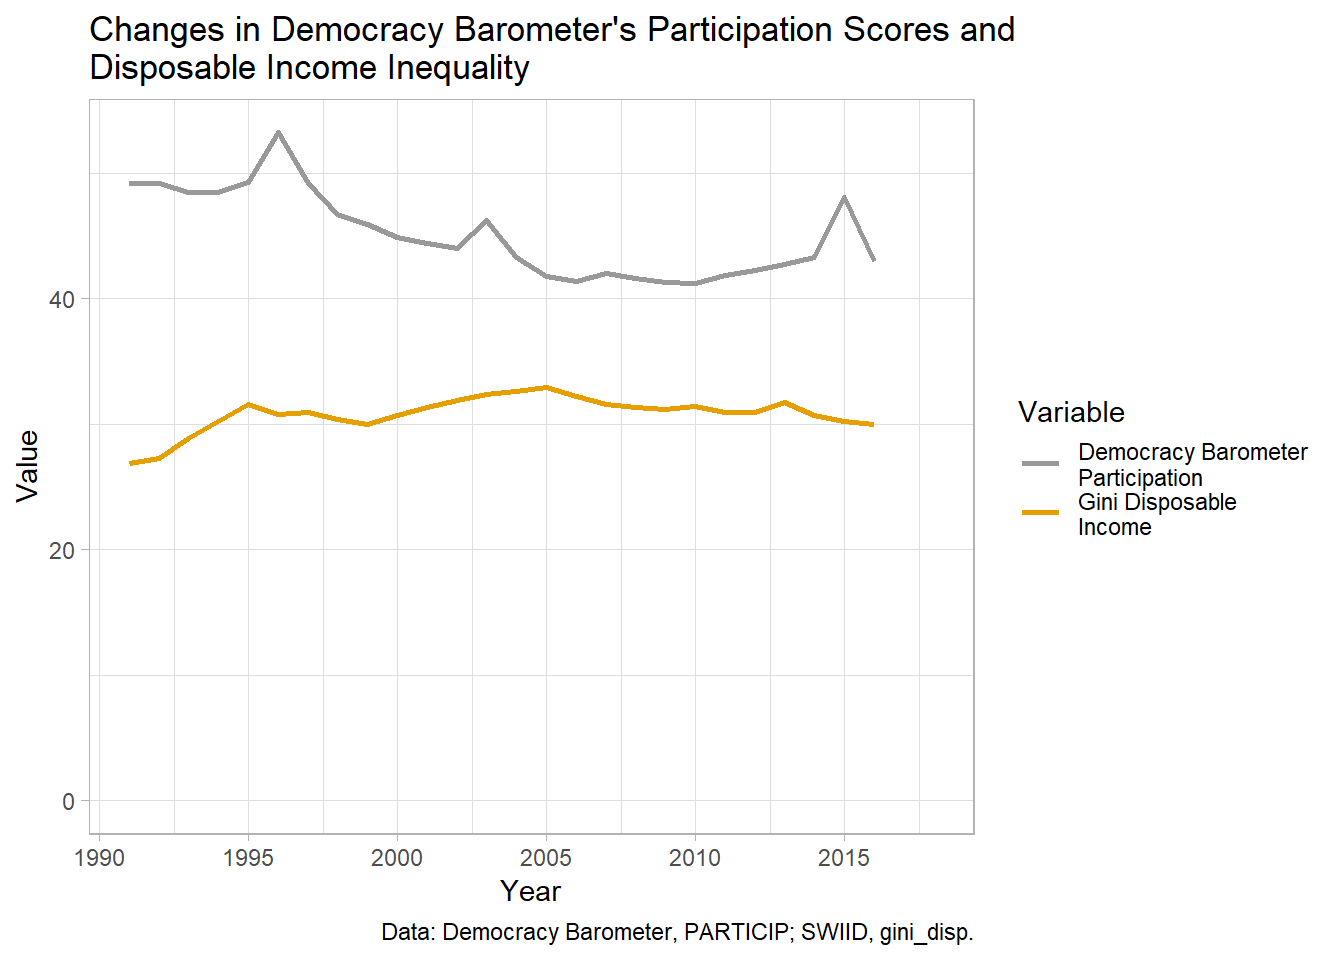 Changes in Democracy Barometer's Participation Scores and
Disposable Income Inequality
Value
40
20
0
1990 1995 2000 2005 2010 2015
Year
Variable
Democracy Barometer
Participation
Gini Disposable
Income
Data: Democracy Barometer, PARTICIP; SWIID, gini_disp.